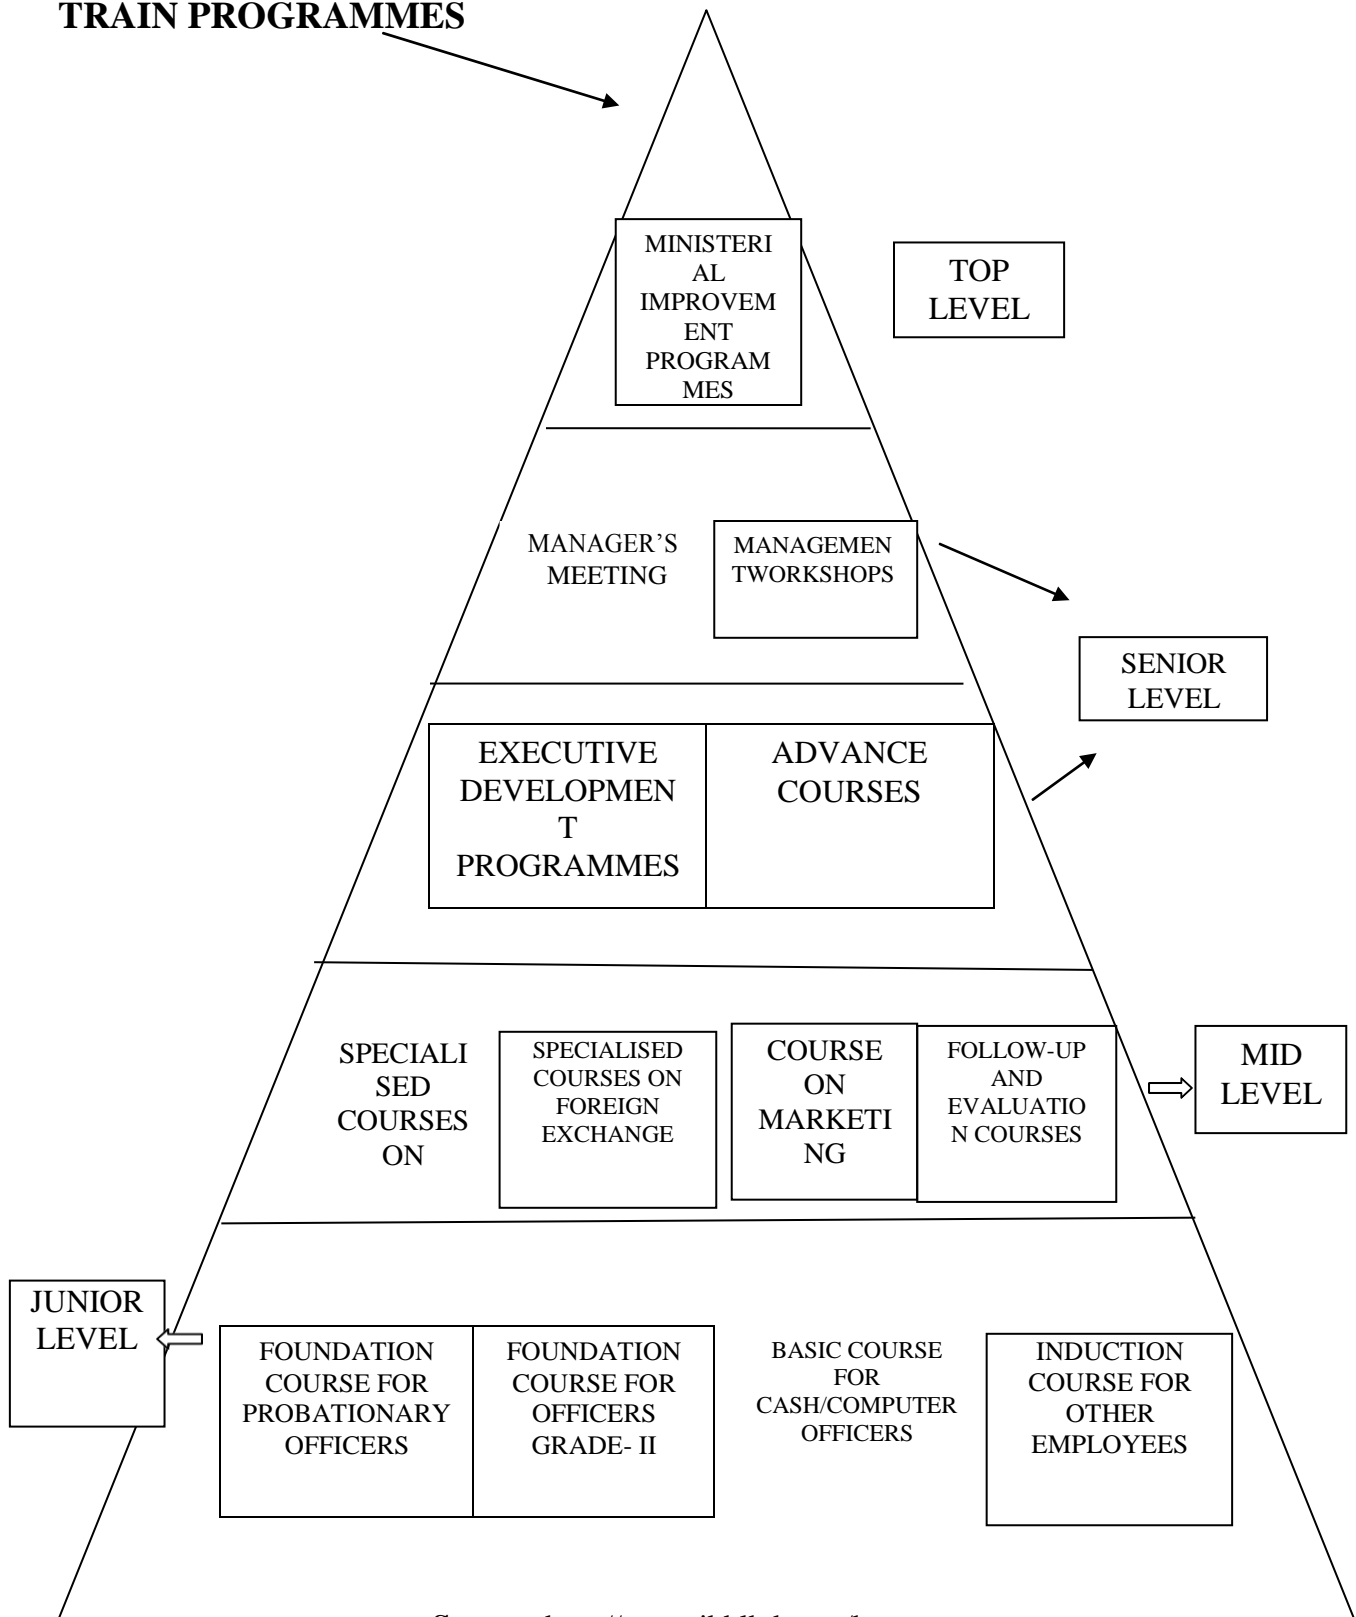 TRAIN PROGRAMMES
MINISTERI
AL
IMPROVEM
ENT
PROGRAM
MES
TOP
LEVEL
MANAGER’S
MEETING
MANAGEMEN
TWORKSHOPS
SENIOR
LEVEL
EXECUTIVE
DEVELOPMEN
T
PROGRAMMES
ADVANCE
COURSES
SPECIALI
SED
COURSES
ON
SPECIALISED
COURSES ON
FOREIGN
EXCHANGE
COURSE
ON
MARKETI
NG
FOLLOW-UP
AND
EVALUATIO
N COURSES
MID
LEVEL
JUNIOR
LEVEL
FOUNDATION
COURSE FOR
PROBATIONARY
OFFICERS
FOUNDATION
COURSE FOR
OFFICERS
GRADE- II
BASIC COURSE
FOR
CASH/COMPUTER
OFFICERS
INDUCTION
COURSE FOR
OTHER
EMPLOYEES